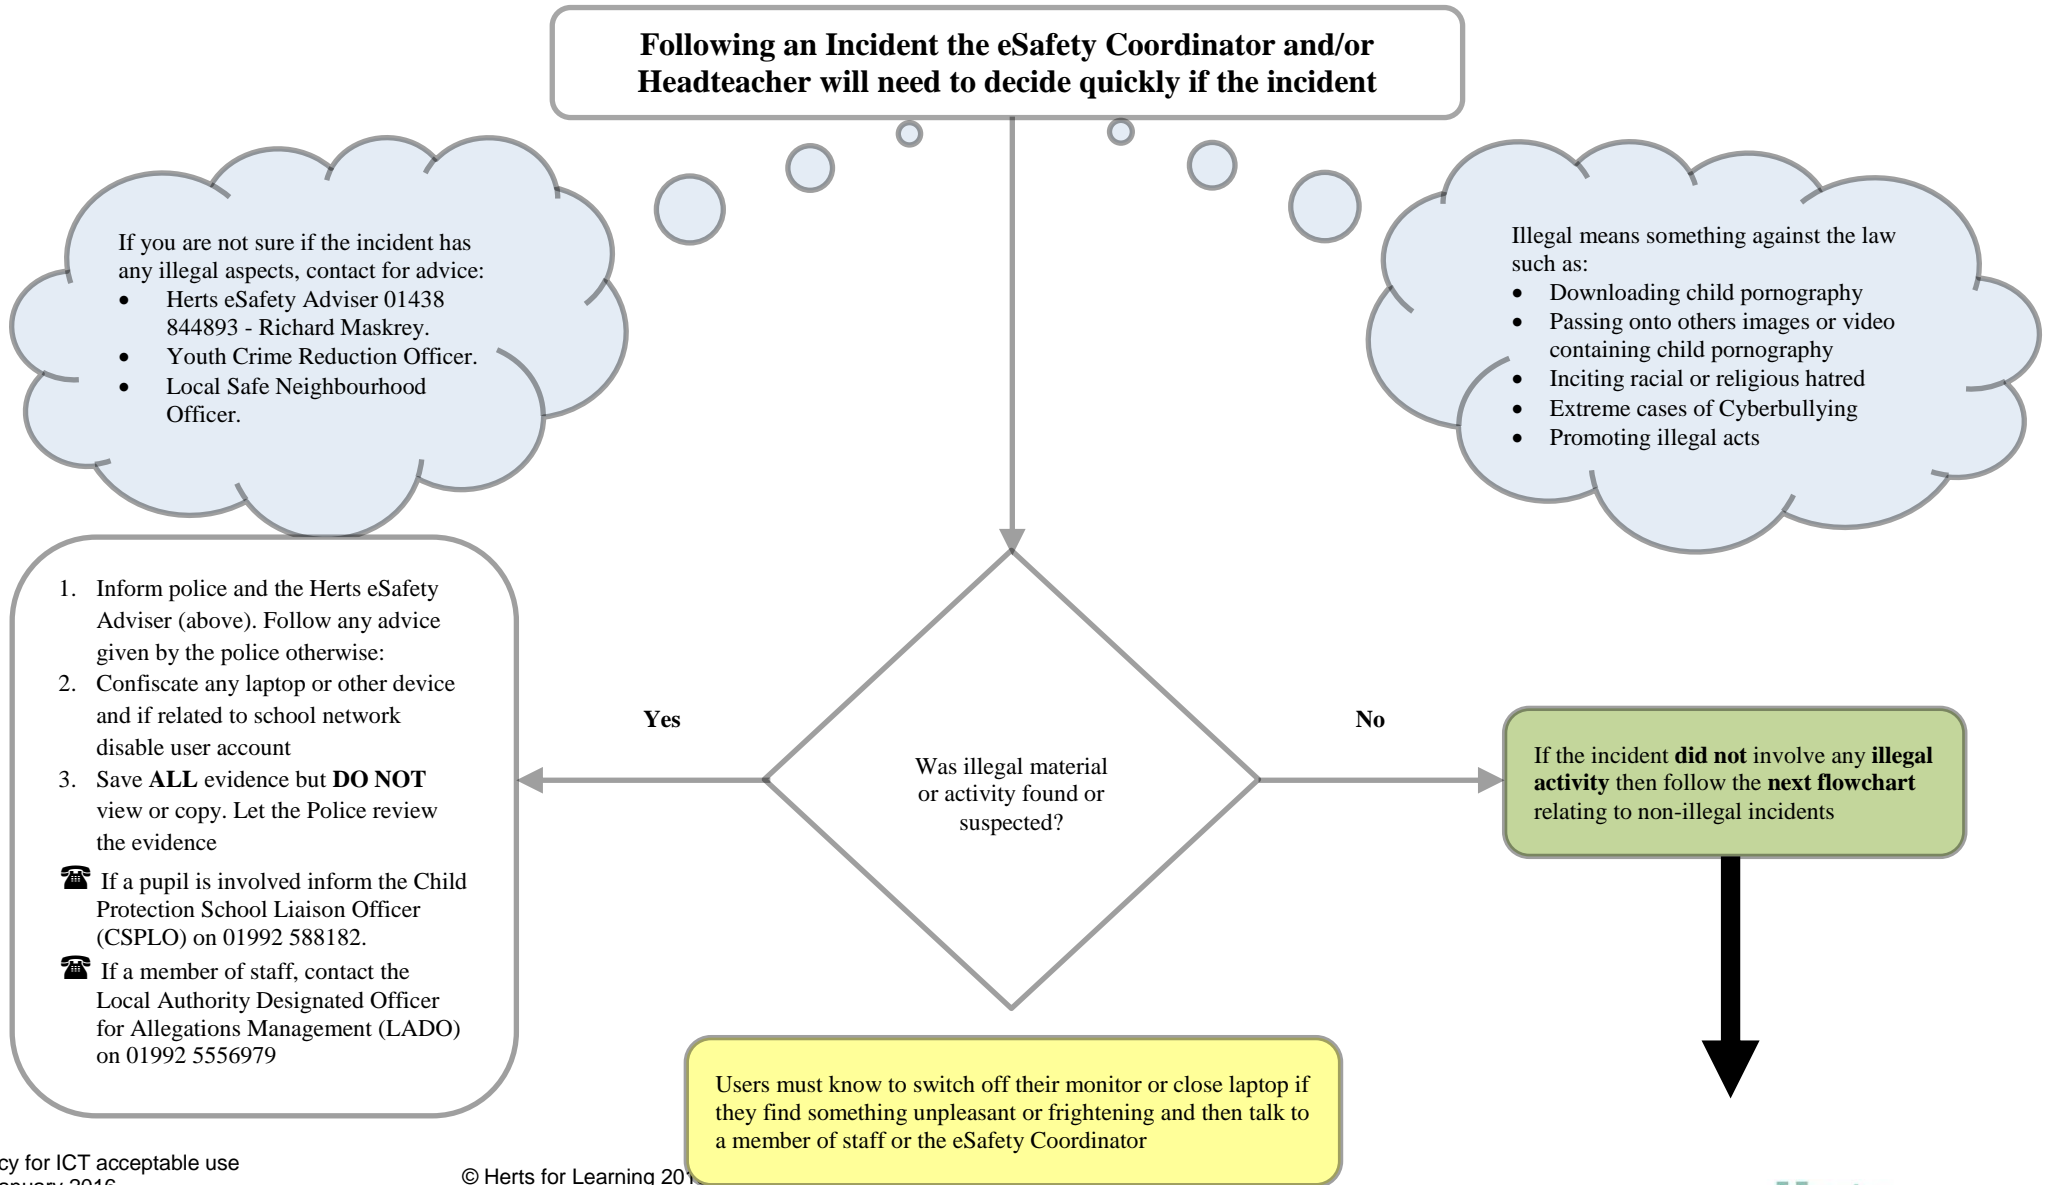 Following an Incident the eSafety Coordinator and/or
Headteacher will need to decide quickly if the incident
If you are not sure if the incident has
any illegal aspects, contact for advice:
• Herts eSafety Adviser 01438
844893 - Richard Maskrey.
• Youth Crime Reduction Officer.
• Local Safe Neighbourhood
Officer.
Illegal means something against the law
such as:
• Downloading child pornography
• Passing onto others images or video
containing child pornography
• Inciting racial or religious hatred
• Extreme cases of Cyberbullying
• Promoting illegal acts
1. Inform police and the Herts eSafety
Adviser (above). Follow any advice
given by the police otherwise:
2. Confiscate any laptop or other device
and if related to school network
disable user account
3. Save ALL evidence but DO NOT
view or copy. Let the Police review
the evidence
☎ If a pupil is involved inform the Child
Protection School Liaison Officer
(CSPLO) on 01992 588182.
☎ If a member of staff, contact the
Local Authority Designated Officer
for Allegations Management (LADO)
on 01992 5556979
Yes
Was illegal material
or activity found or
suspected?
No
If the incident did not involve any illegal
activity then follow the next flowchart
relating to non-illegal incidents
Users must know to switch off their monitor or close laptop if
they find something unpleasant or frightening and then talk to
a member of staff or the eSafety Coordinator
cy for ICT acceptable use
anuary 2016
© Herts for Learning 201